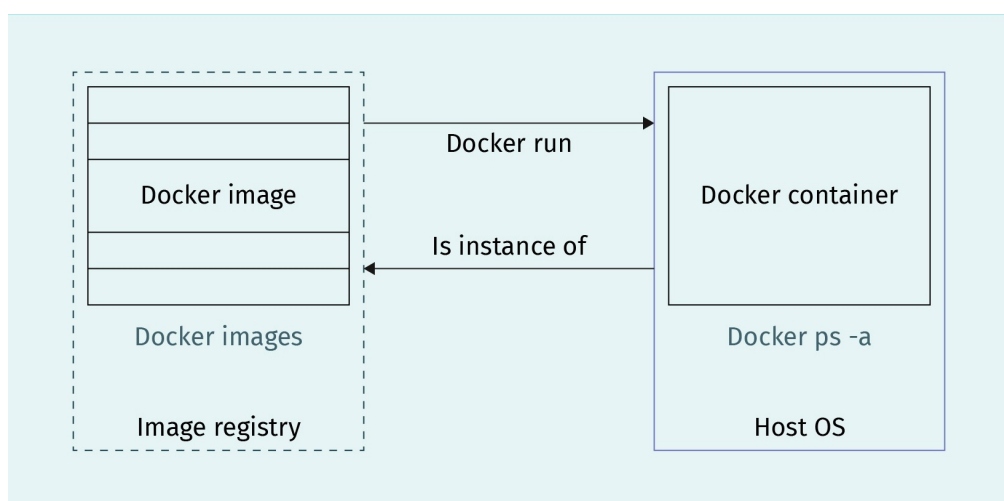 Docker run
Docker image
Docker container
Is instance of
Docker images
Docker ps -a
Image registry
Host OS